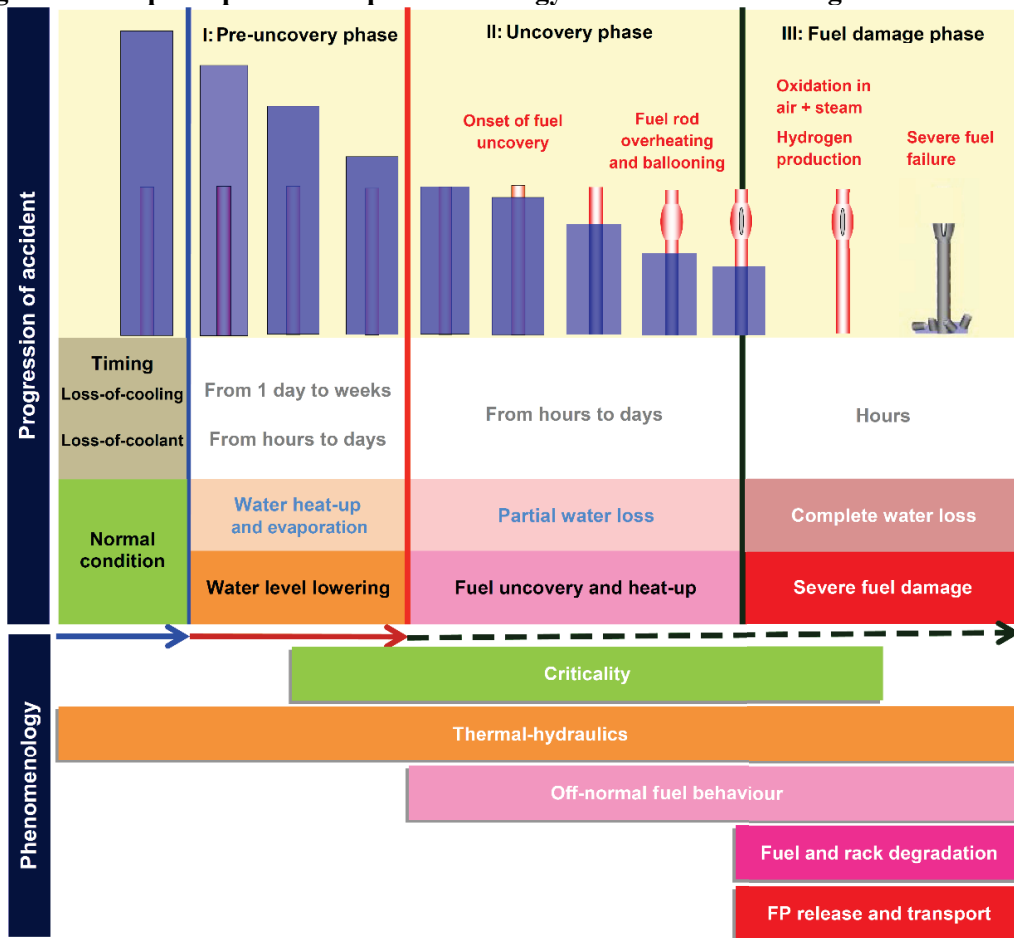 I: Pre-uncovery phase
II: Uncovery phase
III: Fuel damage phase
Onset of fuel
uncovery
Fuel rod
overheating
and ballooning
Oxidation in
air + steam
Hydrogen
production
Severe fuel
failure
Progression of accident
Timing
Loss-of-cooling
Loss-of-coolant
From 1 day to weeks
From hours to days
From hours to days
Hours
Normal
condition
Water heat-up
and evaporation
Partial water loss
Complete water loss
Water level lowering
Fuel uncovery and heat-up
Severe fuel damage
Phenomenology
Criticality
Thermal-hydraulics
Off-normal fuel behaviour
Fuel and rack degradation
FP release and transport